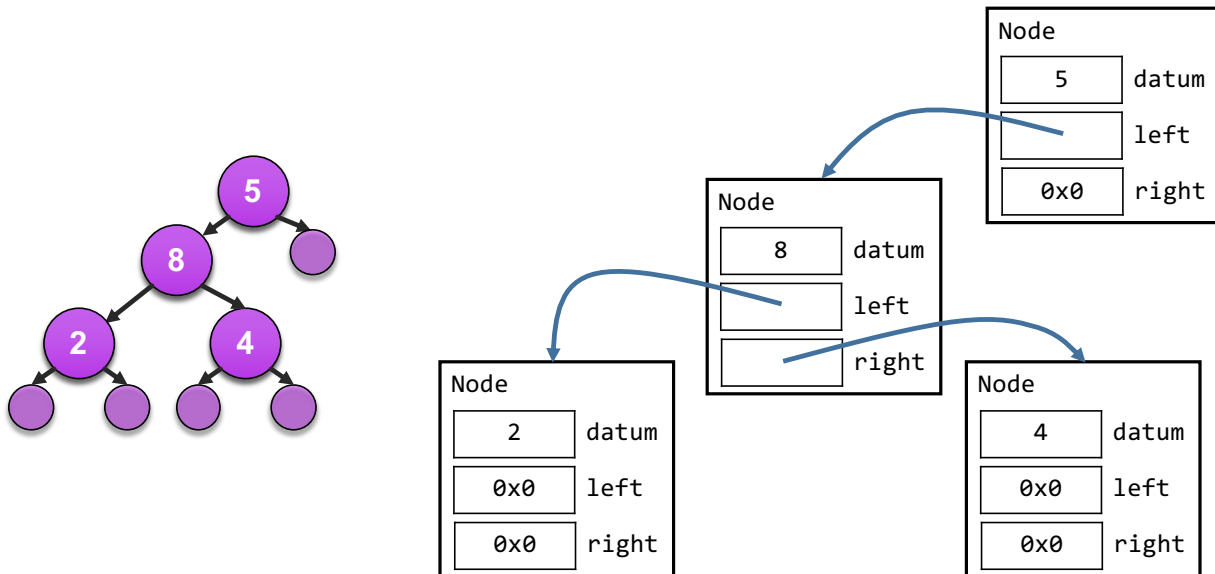 5
8
2
4
Node
5 datum
left
0x0 right
Node
8 datum
left
right
Node
2 datum
0x0 left
0x0 right
Node
4 datum
0x0 left
0x0 right